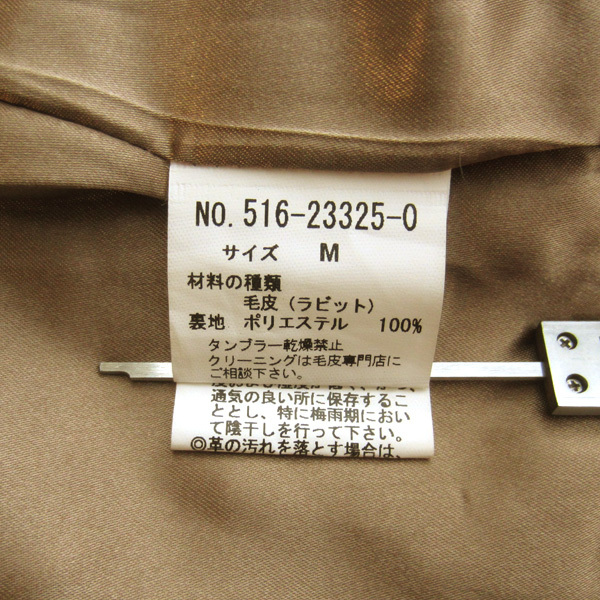 NO. 516-23325-0
サイズ M
材料の種類
毛皮（ラビット）
裏地 ポリエステル 100%
タンブラー乾燥禁止
クリーニングは毛皮専門店に
ご相談下さい。
通気の良い所に保存するこ
ととし、特に梅雨期におい
て陰干しを行って下さい。
◎革の汚れを落とす場合は、